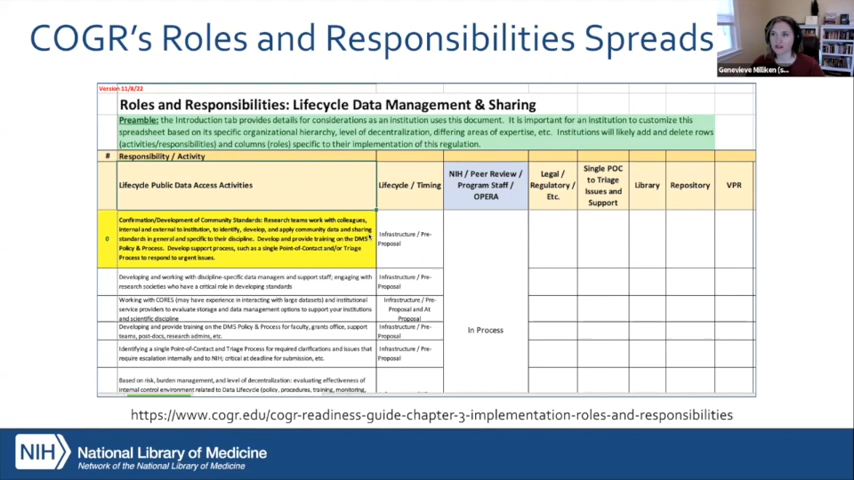 COGR's Roles and Responsibilities Spreads
Genevieve Milliken (s...
Version 11/8/22
Roles and Responsibilities: Lifecycle Data Management & Sharing
Preamble: the Introduction tab provides details for considerations as an institution uses this document. It is important for an institution to customize this
spreadsheet based on its specific organizational hierarchy, level of decentralization, differing areas of expertise, etc. Institutions will likely add and delete rows
(activities/responsibilities) and columns (roles) specific to their implementation of this regulation.
# Responsibility / Activity
Lifecycle Public Data Access Activities
Lifecycle / Timing
NIH / Peer Review /
Program Staff /
OPERA
Legal /
Regulatory /
Etc.
Single POC
to Triage
Issues and
Support
Library
Repository
VPR
0
Confirmation/Development of Community Standards: Research teams work with colleagues,
internal and external to institution, to identify, develop, and apply community data and sharing
standards in general and specific to their discipline. Develop and provide training on the DMS
Policy & Process. Develop support process, such as a single Point-of-Contact and/or Triage
Process to respond to urgent issues.
Infrastructure / Pre-
Proposal
Developing and working with discipline-specific data managers and support staff; engaging with
research societies who have a critical role in developing standards
Infrastructure / Pre-
Proposal
Working with CORES (may have experience in interacting with large datasets) and institutional
service providers to evaluate storage and data management options to support your institutions
and scientific discipline
Infrastructure / Pre-
Proposal and At
Proposal
Developing and provide training on the DMS Policy & Process for faculty, grants office, support
teams, post-docs, research admins, etc.
Infrastructure / Pre-
Proposal
In Process
Identifying a single Point-of-Contact and Triage Process for required clarifications and issues that
require escalation internally and to NIH; critical at deadline for submission, etc.
Infrastructure / Pre-
Proposal
Based on risk, burden management, and level of decentralization: evaluating effectiveness of
internal control environment related to Data Lifecycle (policy, procedures, training, monitoring,
https://www.cogr.edu/cogr-readiness-guide-chapter-3-implementation-roles-and-responsibilities
NIH
National Library of Medicine
Network of the National Library of Medicine